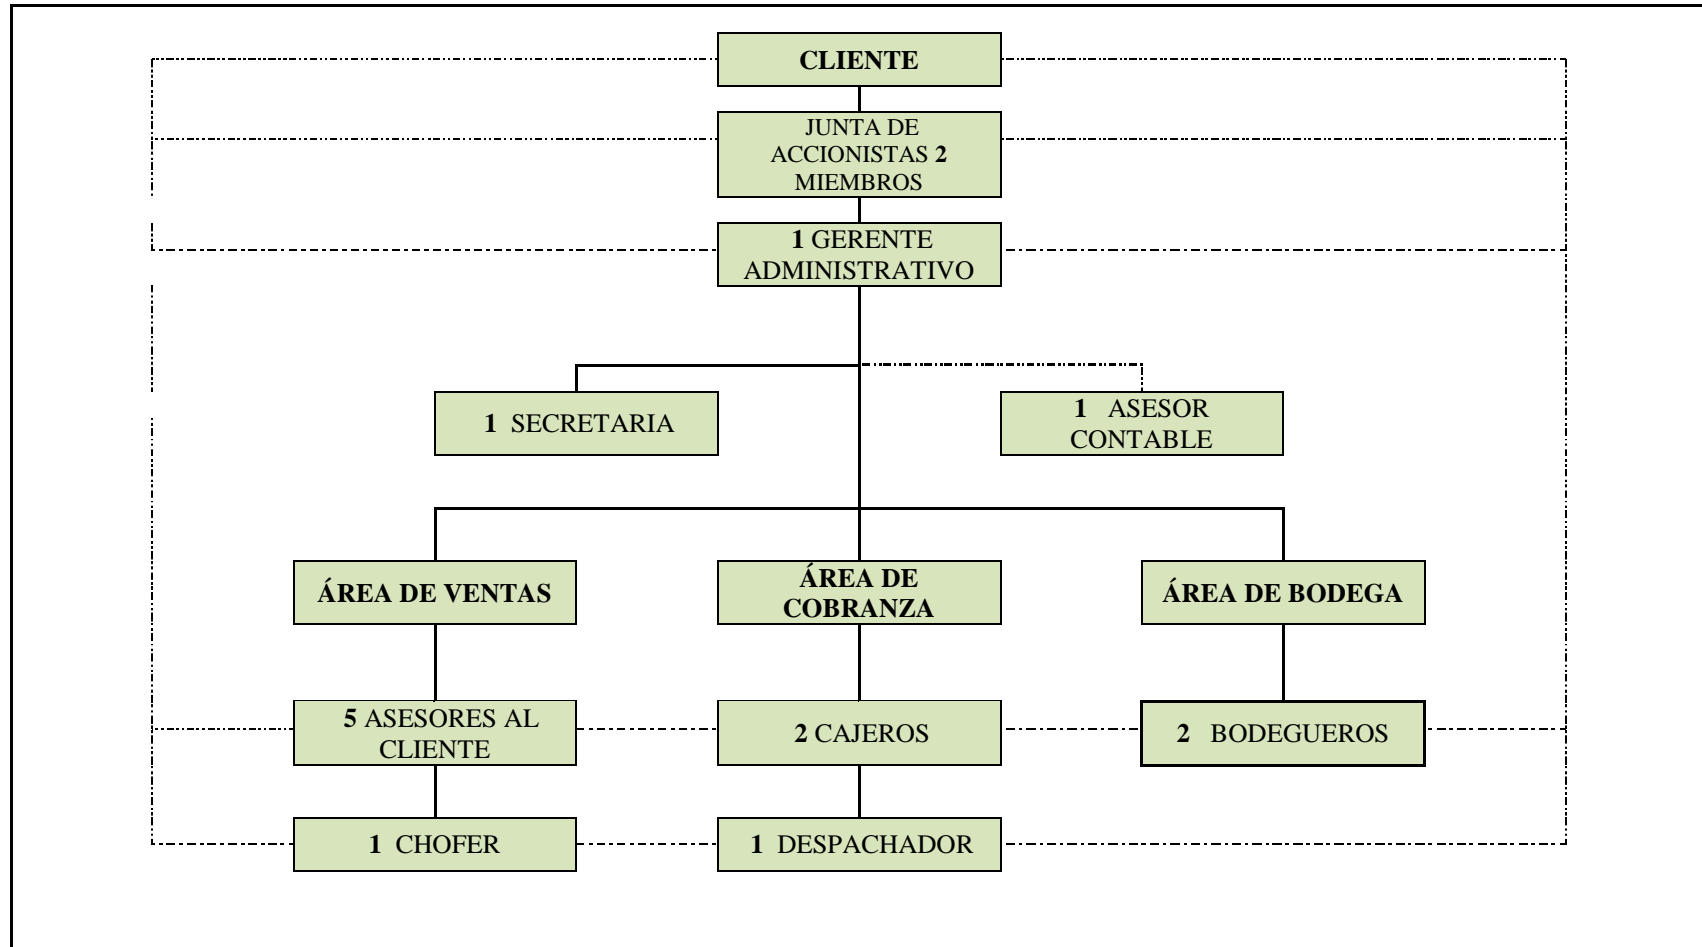 CLIENTE
JUNTA DE
ACCIONISTAS 2
MIEMBROS
1 GERENTE
ADMINISTRATIVO
1 SECRETARIA
1 ASESOR
CONTABLE
ÁREA DE VENTAS
ÁREA DE
COBRANZA
ÁREA DE BODEGA
5 ASESORES AL
CLIENTE
2 CAJEROS
2 BODEGUEROS
1 CHOFER
1 DESPACHADOR